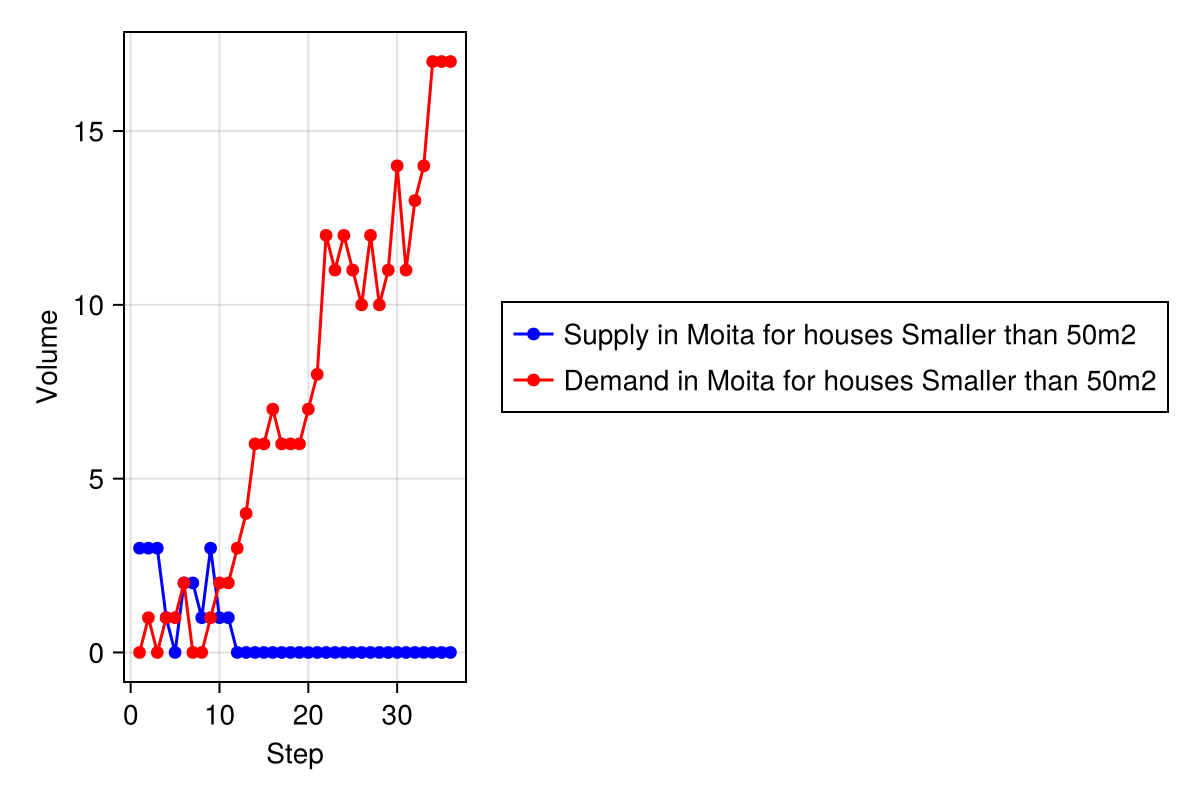 15
10
5
0
Volume
0 10 20 30
Step
Supply in Moita for houses Smaller than 50m2
Demand in Moita for houses Smaller than 50m2